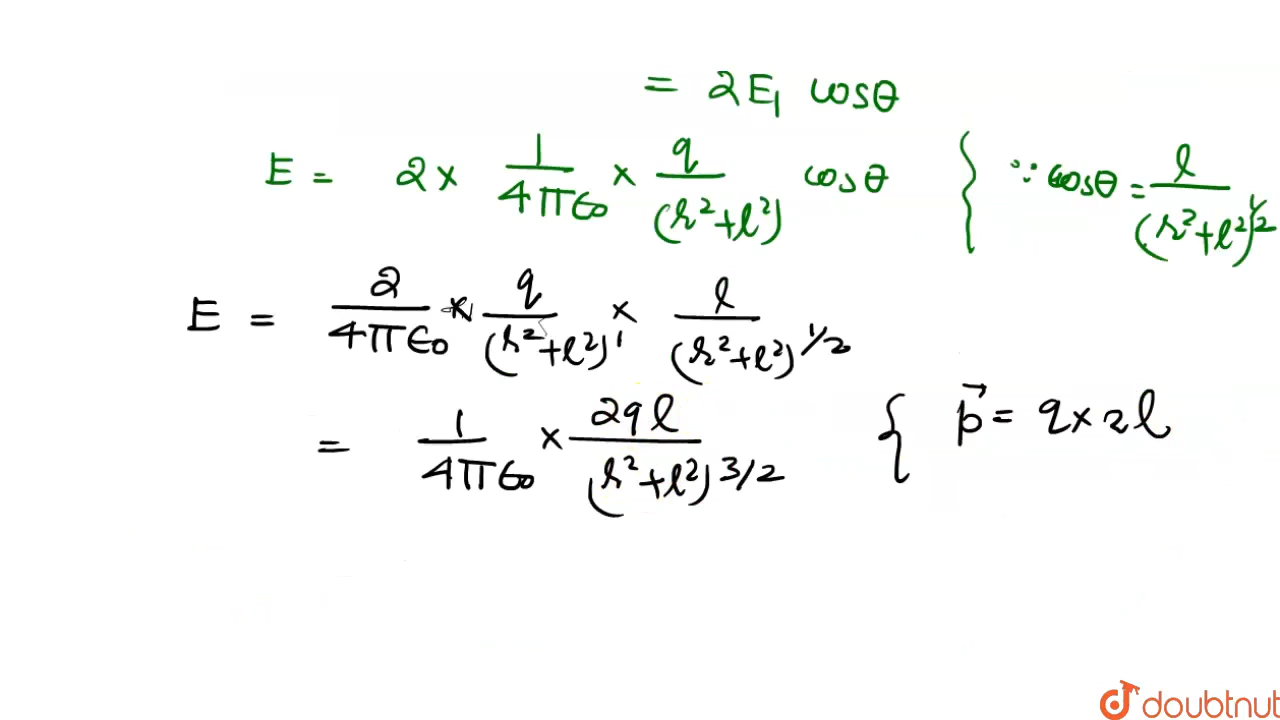 = 2E₁ cosθ
E = 2 × 1/4πϵ₀ × q/(r²+l²) cosθ { ∵ cosθ = l/(r²+l²)^1/2
E = 2/4πϵ₀ × q/(r²+l²)¹ × l/(r²+l²)^1/2
= 1/4πϵ₀ × 2ql/(r²+l²)^3/2 { p⃗ = q×2l
doubtnut